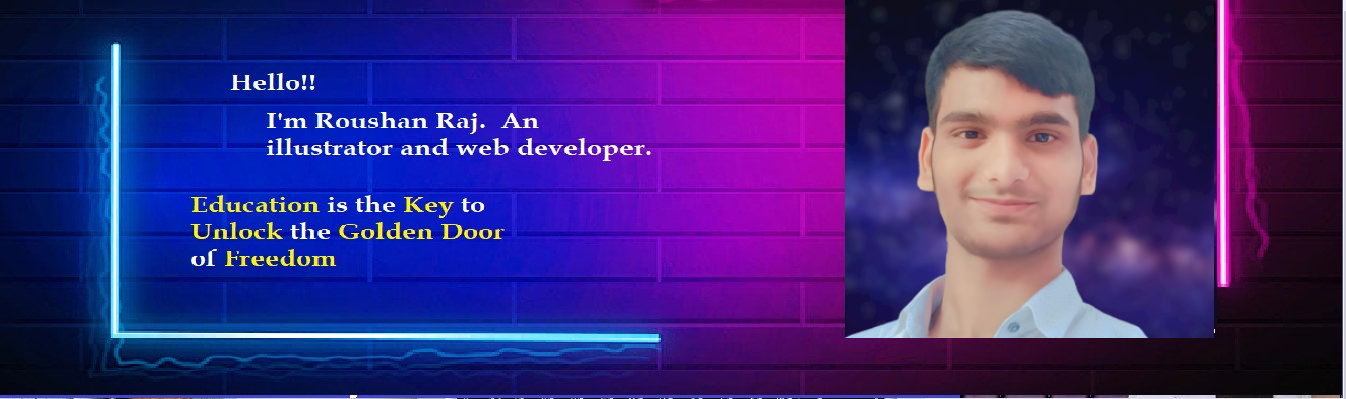 Hello!!
I'm Roushan Raj. An
illustrator and web developer.
Education is the Key to
Unlock the Golden Door
of Freedom